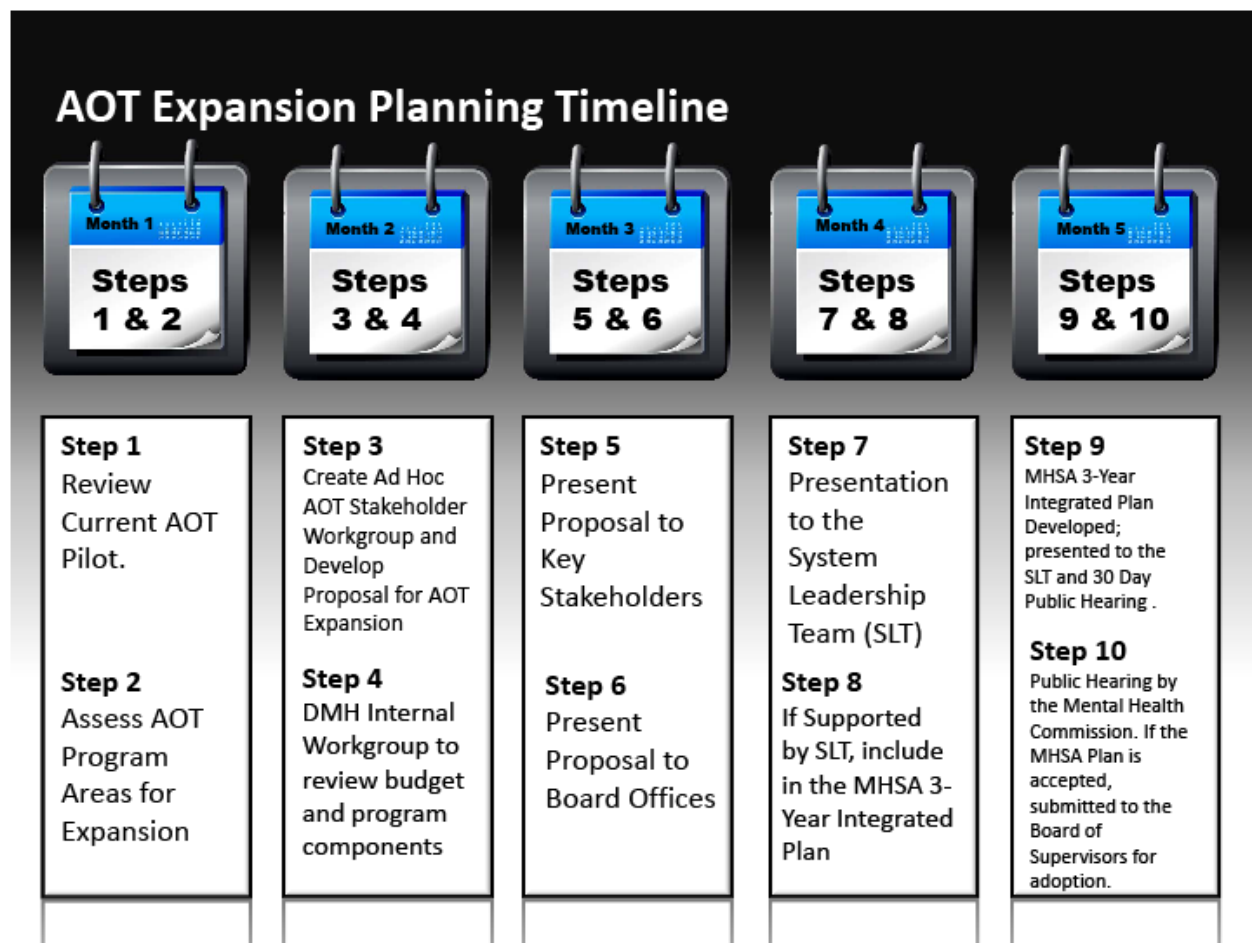 AOT Expansion Planning Timeline
Month 1
Steps
1 & 2
Month 2
Steps
3 & 4
Month 3
Steps
5 & 6
Month 4
Steps
7 & 8
Month 5
Steps
9 & 10
Step 1
Review
Current AOT
Pilot.
Step 2
Assess AOT
Program
Areas for
Expansion
Step 3
Create Ad Hoc
AOT Stakeholder
Workgroup and
Develop
Proposal for AOT
Expansion
Step 4
DMH Internal
Workgroup to
review budget
and program
components
Step 5
Present
Proposal to
Key
Stakeholders
Step 6
Present
Proposal to
Board Offices
Step 7
Presentation
to the
System
Leadership
Team (SLT)
Step 8
If Supported
by SLT, include
in the MHSA 3-
Year Integrated
Plan
Step 9
MHSA 3-Year
Integrated Plan
Developed;
presented to the
SLT and 30 Day
Public Hearing .
Step 10
Public Hearing by
the Mental Health
Commission. If the
MHSA Plan is
accepted,
submitted to the
Board of
Supervisors for
adoption.